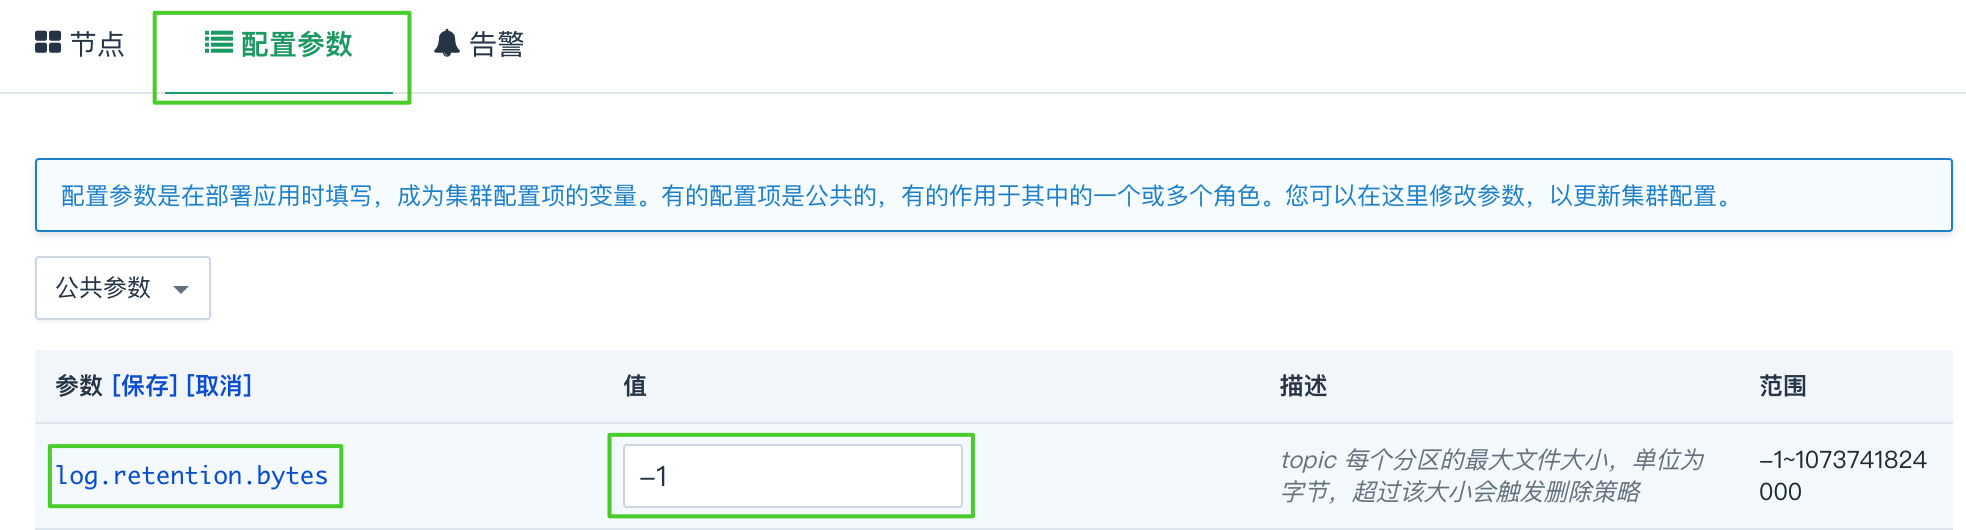 节点 配置参数 告警
配置参数是在部署应用时填写，成为集群配置项的变量。有的配置项是公共的，有的作用于其中的一个或多个角色。您可以在这里修改参数，以更新集群配置。
公共参数
参数 [保存] [取消] 值 描述 范围
log.retention.bytes -1 topic 每个分区的最大文件大小，单位为 -1~1073741824
字节，超过该大小会触发删除策略 000